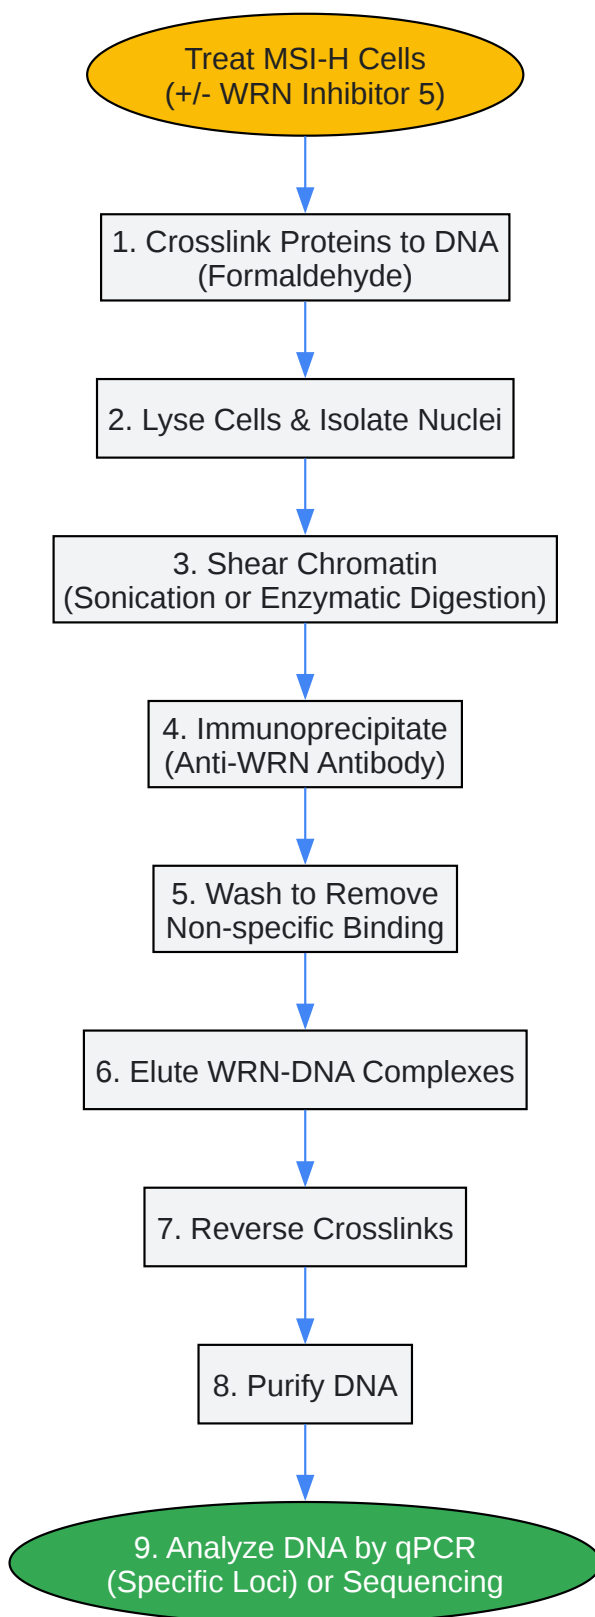 Treat MSI-H Cells
(+/- WRN Inhibitor 5)
1. Crosslink Proteins to DNA
(Formaldehyde)
2. Lyse Cells & Isolate Nuclei
3. Shear Chromatin
(Sonication or Enzymatic Digestion)
4. Immunoprecipitate
(Anti-WRN Antibody)
5. Wash to Remove
Non-specific Binding
6. Elute WRN-DNA Complexes
7. Reverse Crosslinks
8. Purify DNA
9. Analyze DNA by qPCR
(Specific Loci) or Sequencing